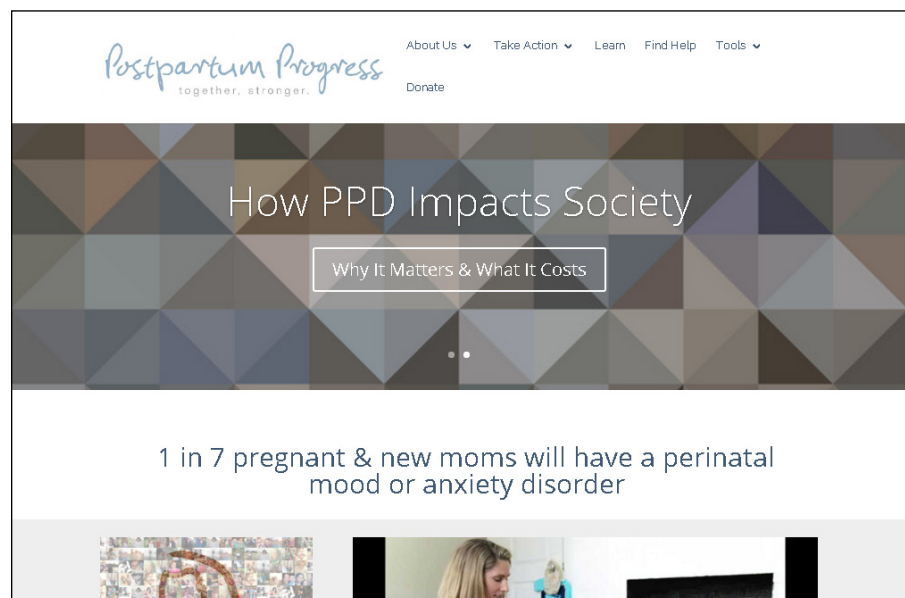 Postpartum Progress
together, stronger.
About Us Take Action Learn Find Help Tools
Donate
How PPD Impacts Society
Why It Matters & What It Costs
1 in 7 pregnant & new moms will have a perinatal
mood or anxiety disorder